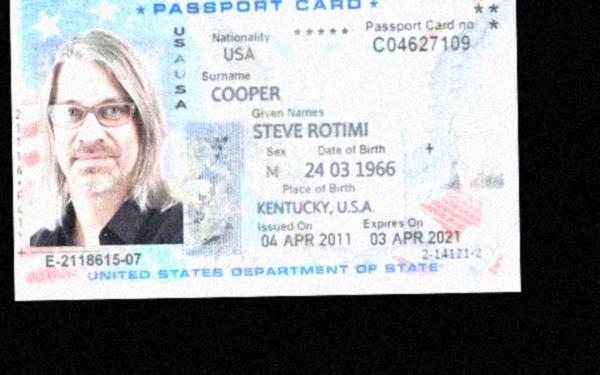 ★ PASSPORT CARD ★
USA USA
Nationality
USA
Passport Card no
C04627109
Surname
COOPER
Given Names
STEVE ROTIMI
Sex Date of Birth
M 24 03 1966
Place of Birth
KENTUCKY, U.S.A.
Issued On Expires On
04 APR 2011 03 APR 2021
E-2118615-07
2-14121-2
UNITED STATES DEPARTMENT OF STATE